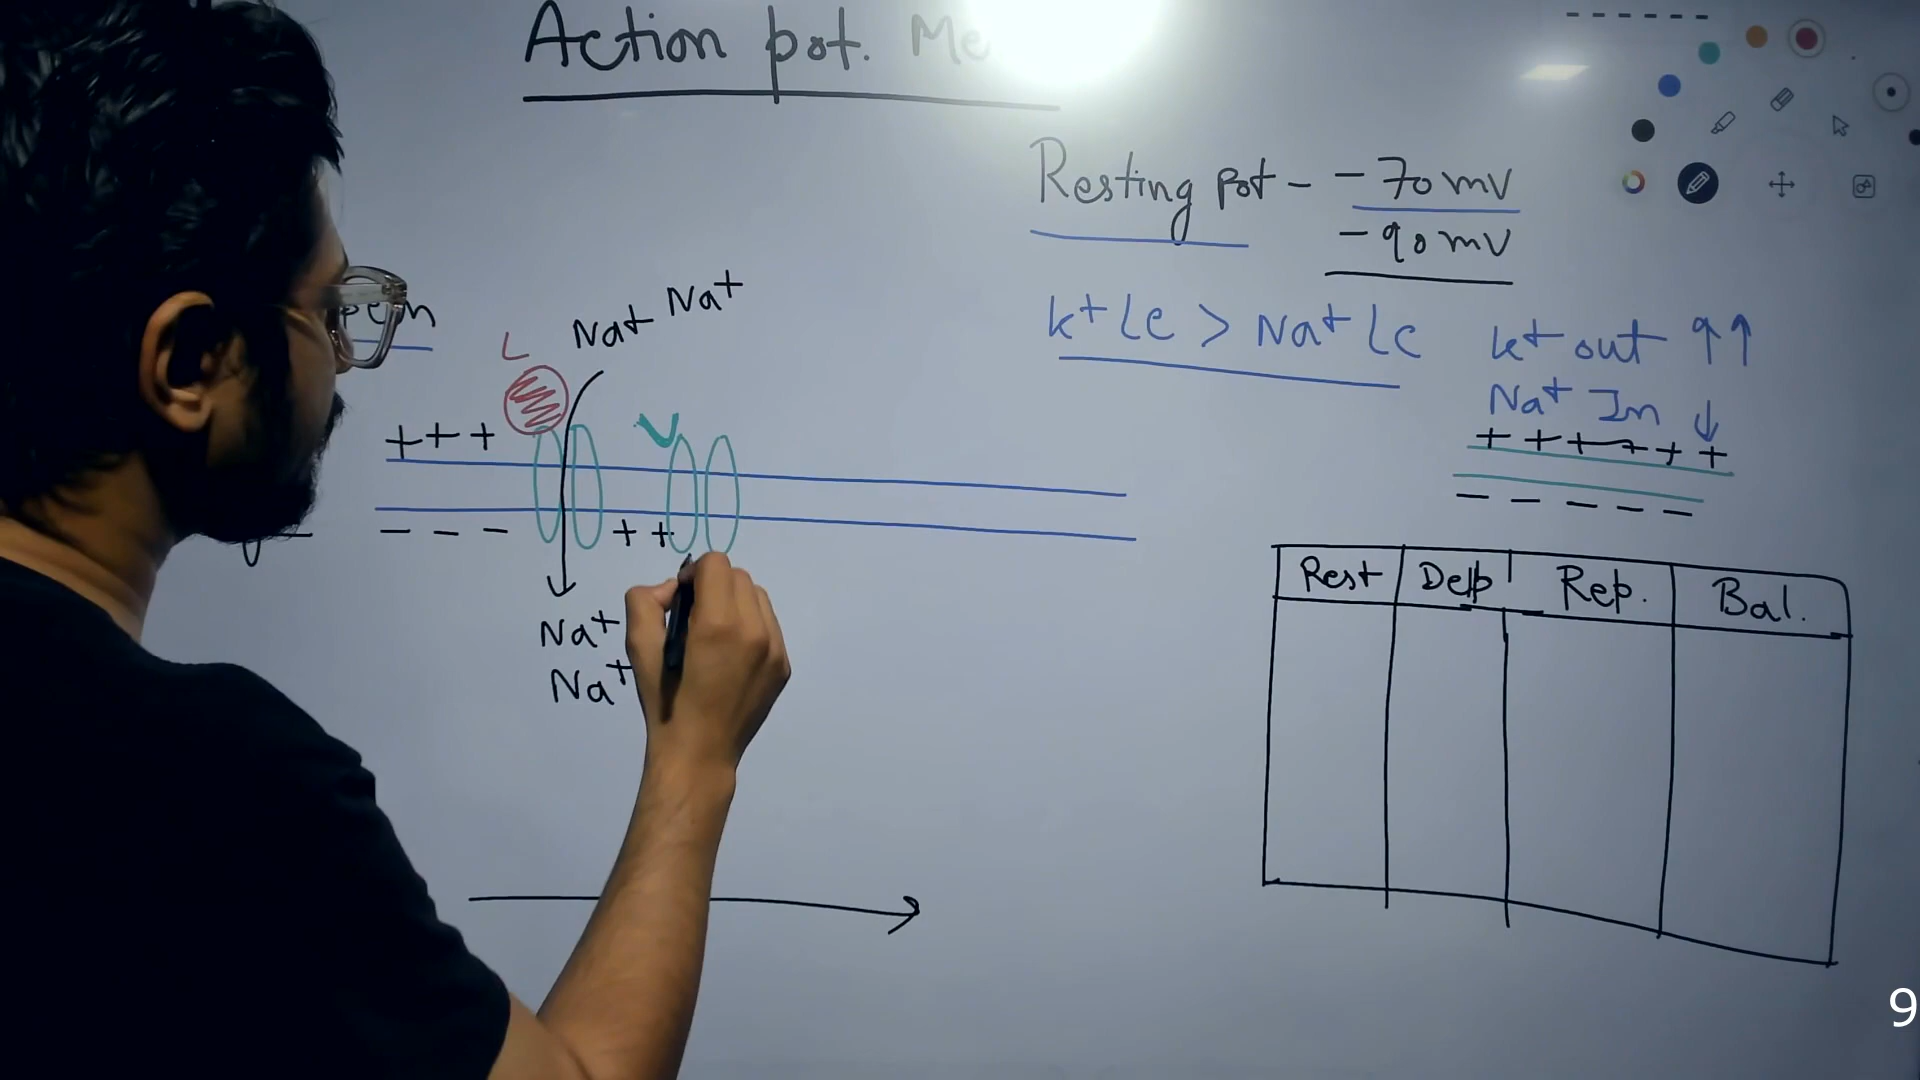 Action pot. Me
Resting pot - - 70 mV
- 90 mV
K+ Lc > Na+ Lc
K+ out ↑↑
Na+ In ↓
+ + + + + +
- - - - -
Na+ Na+
L
V
+ + +
- - -
+ +
Na+
Na+
Rest Dep Rep. Bal.
9